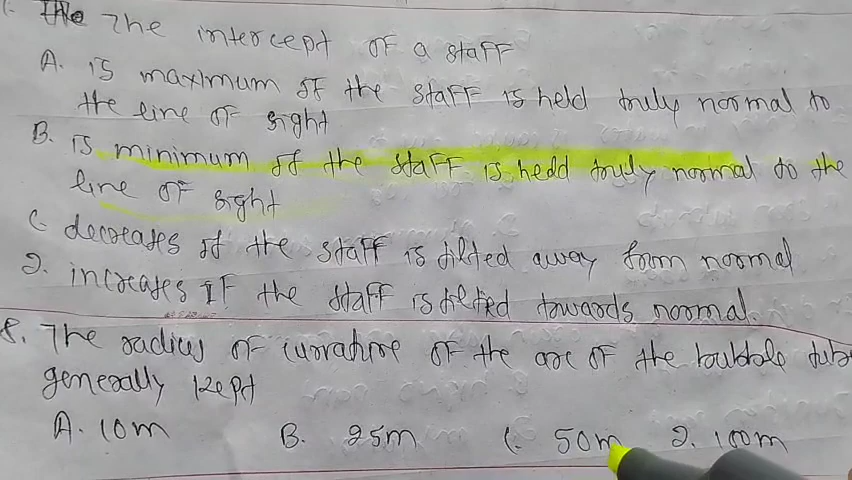 The intercept of a staff
A. is maximum if the staff is held truly normal to
the line of sight
B. is minimum if the staff is hedd truly normal to the
line of sight
C decreases if the staff is tilted away form normal
D. increases if the staff is tilted towards normal.
8. The radius of curvature of the arc of the bubble tube
generally kept
A. 10m B. 25m C. 50m D. 100m